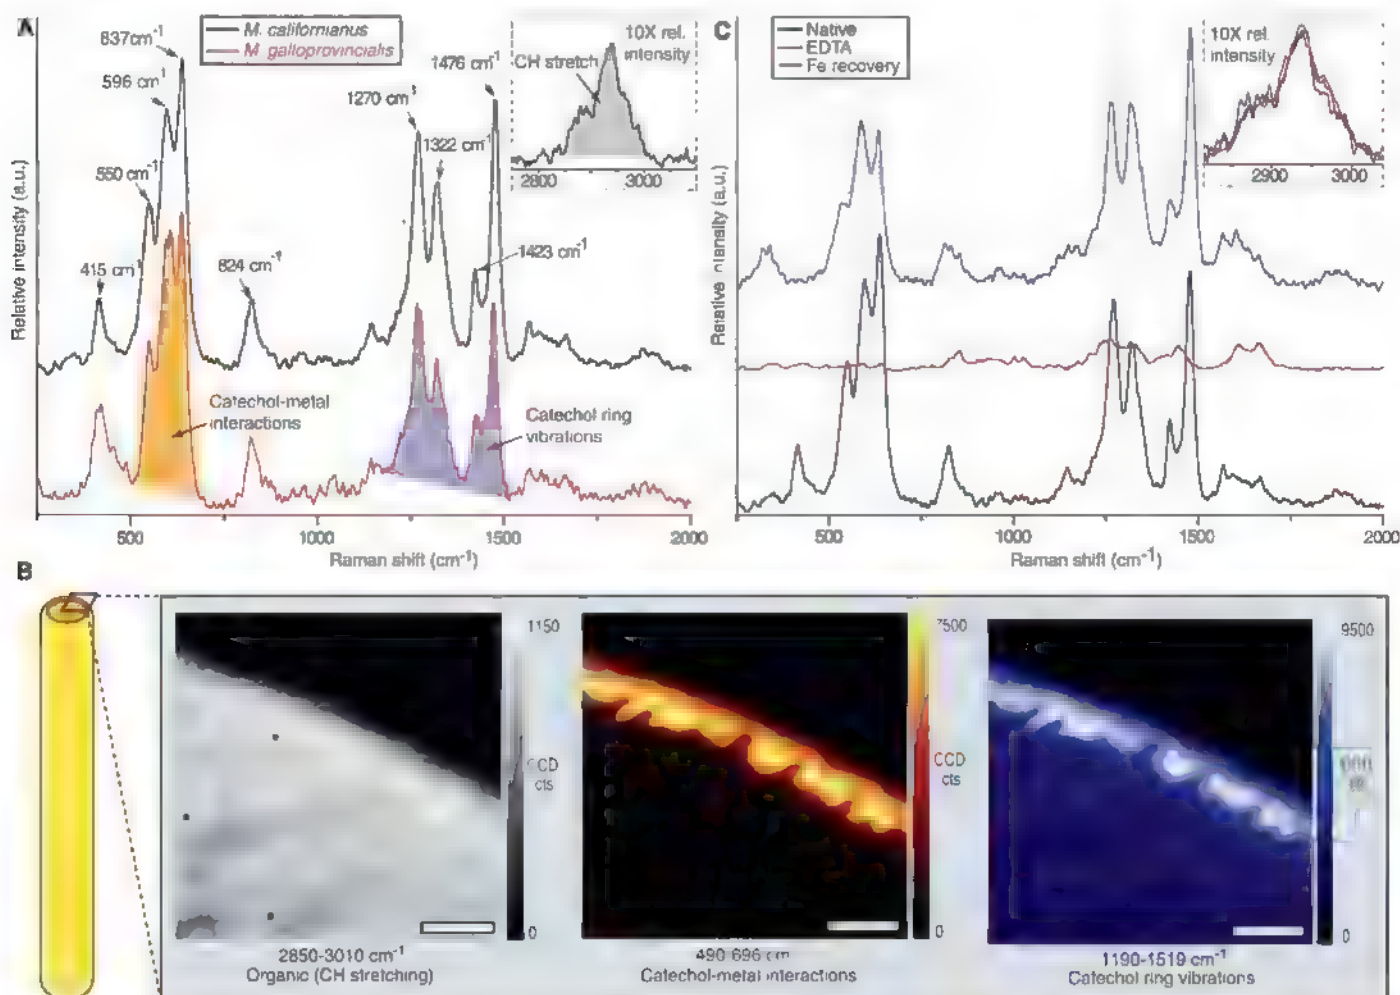 A
M. californianus
M. galloprovincialis
837cm-1
596 cm-1
550 cm-1
415 cm-1
824 cm-1
1270 cm-1
1322 cm-1
1476 cm-1
1423 cm-1
10X rel.
intensity
CH stretch
2800
3000
Catechol-metal
interactions
Catechol ring
vibrations
Relative intensity (a.u.)
500
1000
1500
2000
Raman shift (cm-1)
C
Native
EDTA
Fe recovery
10X rel.
intensity
2900
3000
Relative intensity (a.u.)
500
1000
1500
2000
Raman shift (cm-1)
B
1150
CCD
cts
0
2850-3010 cm-1
Organic (CH stretching)
7500
CCD
cts
0
490 696 cm
Catechol-metal interactions
9500
0
1190-1519 cm-1
Catechol ring vibrations